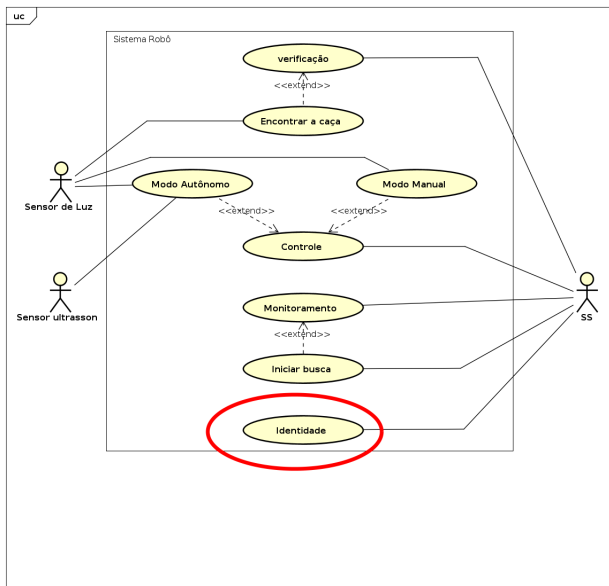 uc
Sistema Robô
verificação
<<extend>>
Encontrar a caça
Modo Autônomo
Modo Manual
Sensor de Luz
<<extend>>
<<extend>>
Controle
Sensor ultrasson
SS
Monitoramento
<<extend>>
Iniciar busca
Identidade